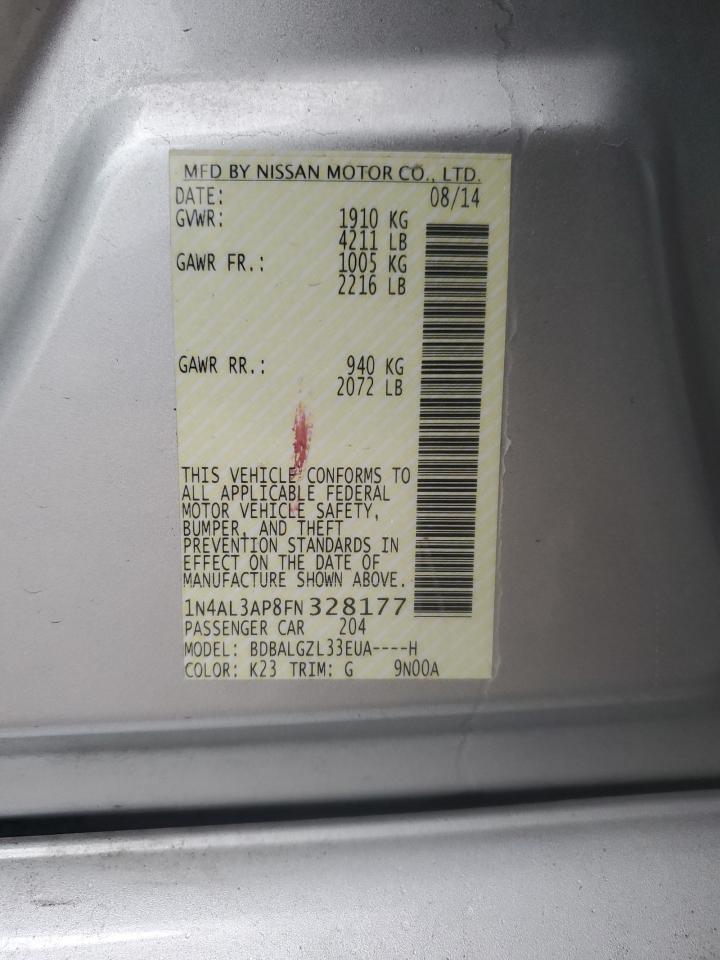 MFD BY NISSAN MOTOR CO., LTD.
DATE: 08/14
GVWR: 1910 KG
4211 LB
GAWR FR.: 1005 KG
2216 LB
GAWR RR.: 940 KG
2072 LB
THIS VEHICLE CONFORMS TO
ALL APPLICABLE FEDERAL
MOTOR VEHICLE SAFETY,
BUMPER, AND THEFT
PREVENTION STANDARDS IN
EFFECT ON THE DATE OF
MANUFACTURE SHOWN ABOVE.
1N4AL3AP8FN328177
PASSENGER CAR 204
MODEL: BDBALGZL33EUA----H
COLOR: K23 TRIM: G 9N00A